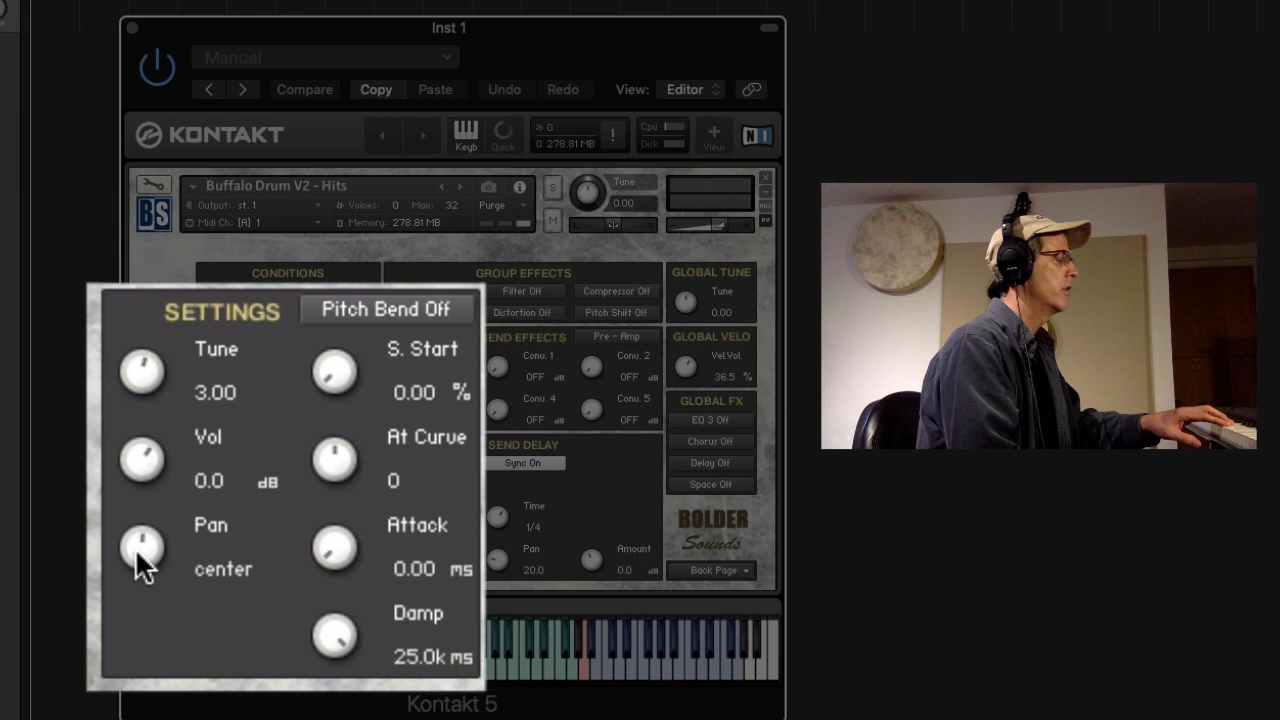 Inst 1
Manual
Compare Copy Paste Undo Redo View: Editor
KONTAKT
Keyb Quick 0 278.81 MB ! Cpu Disk View NI
Buffalo Drum V2 - Hits
Output: st.1 Voices: 0 Max: 32 Purge
Midi Ch: [A] 1 Memory: 278.81 MB
S
M
Tune
0.00
BS
CONDITIONS
GROUP EFFECTS
Filter Off Compressor Off
Distortion Off Pitch Shift Off
GLOBAL TUNE
Tune
0.00
END EFFECTS Pre - Amp
Conv. 1 Conv. 2
OFF dB OFF dB
Conv. 4 Conv. 5
OFF dB OFF dB
GLOBAL VELO
Vel.Vol.
36.5 %
GLOBAL FX
EQ 3 Off
Chorus Off
Delay Off
Space Off
SEND DELAY
Sync On
Time
1/4
Pan Amount
20.0 0.0 dB
BOLDER
Sounds
Back Page
SETTINGS Pitch Bend Off
Tune S. Start
3.00 0.00 %
Vol At Curve
0.0 dB 0
Pan Attack
center 0.00 ms
Damp
25.0k ms
Kontakt 5